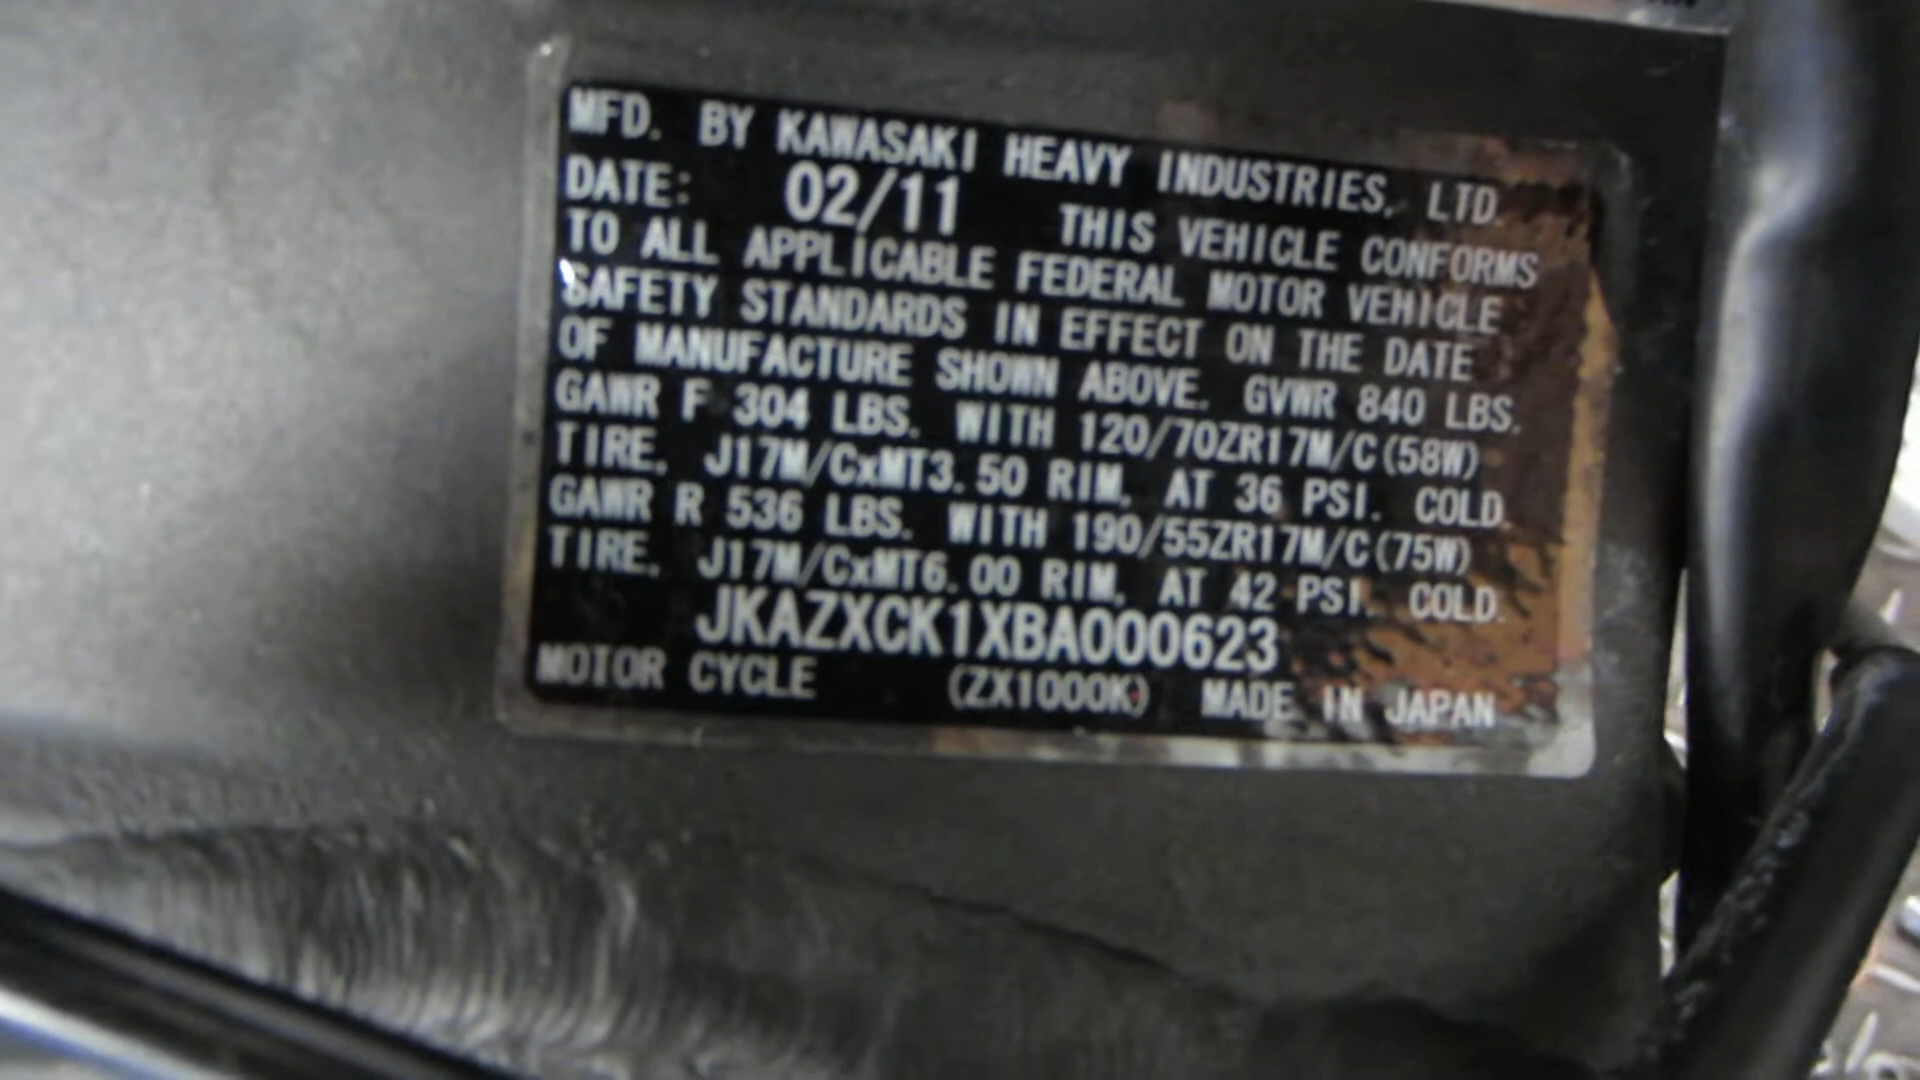 MFD. BY KAWASAKI HEAVY INDUSTRIES, LTD.
DATE: 02/11 THIS VEHICLE CONFORMS
TO ALL APPLICABLE FEDERAL MOTOR VEHICLE
SAFETY STANDARDS IN EFFECT ON THE DATE
OF MANUFACTURE SHOWN ABOVE. GVWR 840 LBS.
GAWR F 304 LBS. WITH 120/70ZR17M/C(58W)
TIRE, J17M/CxMT3.50 RIM, AT 36 PSI. COLD.
GAWR R 536 LBS. WITH 190/55ZR17M/C(75W)
TIRE, J17M/CxMT6.00 RIM, AT 42 PSI. COLD.
JKAZXCK1XBA000623
MOTOR CYCLE (ZX1000K) MADE IN JAPAN